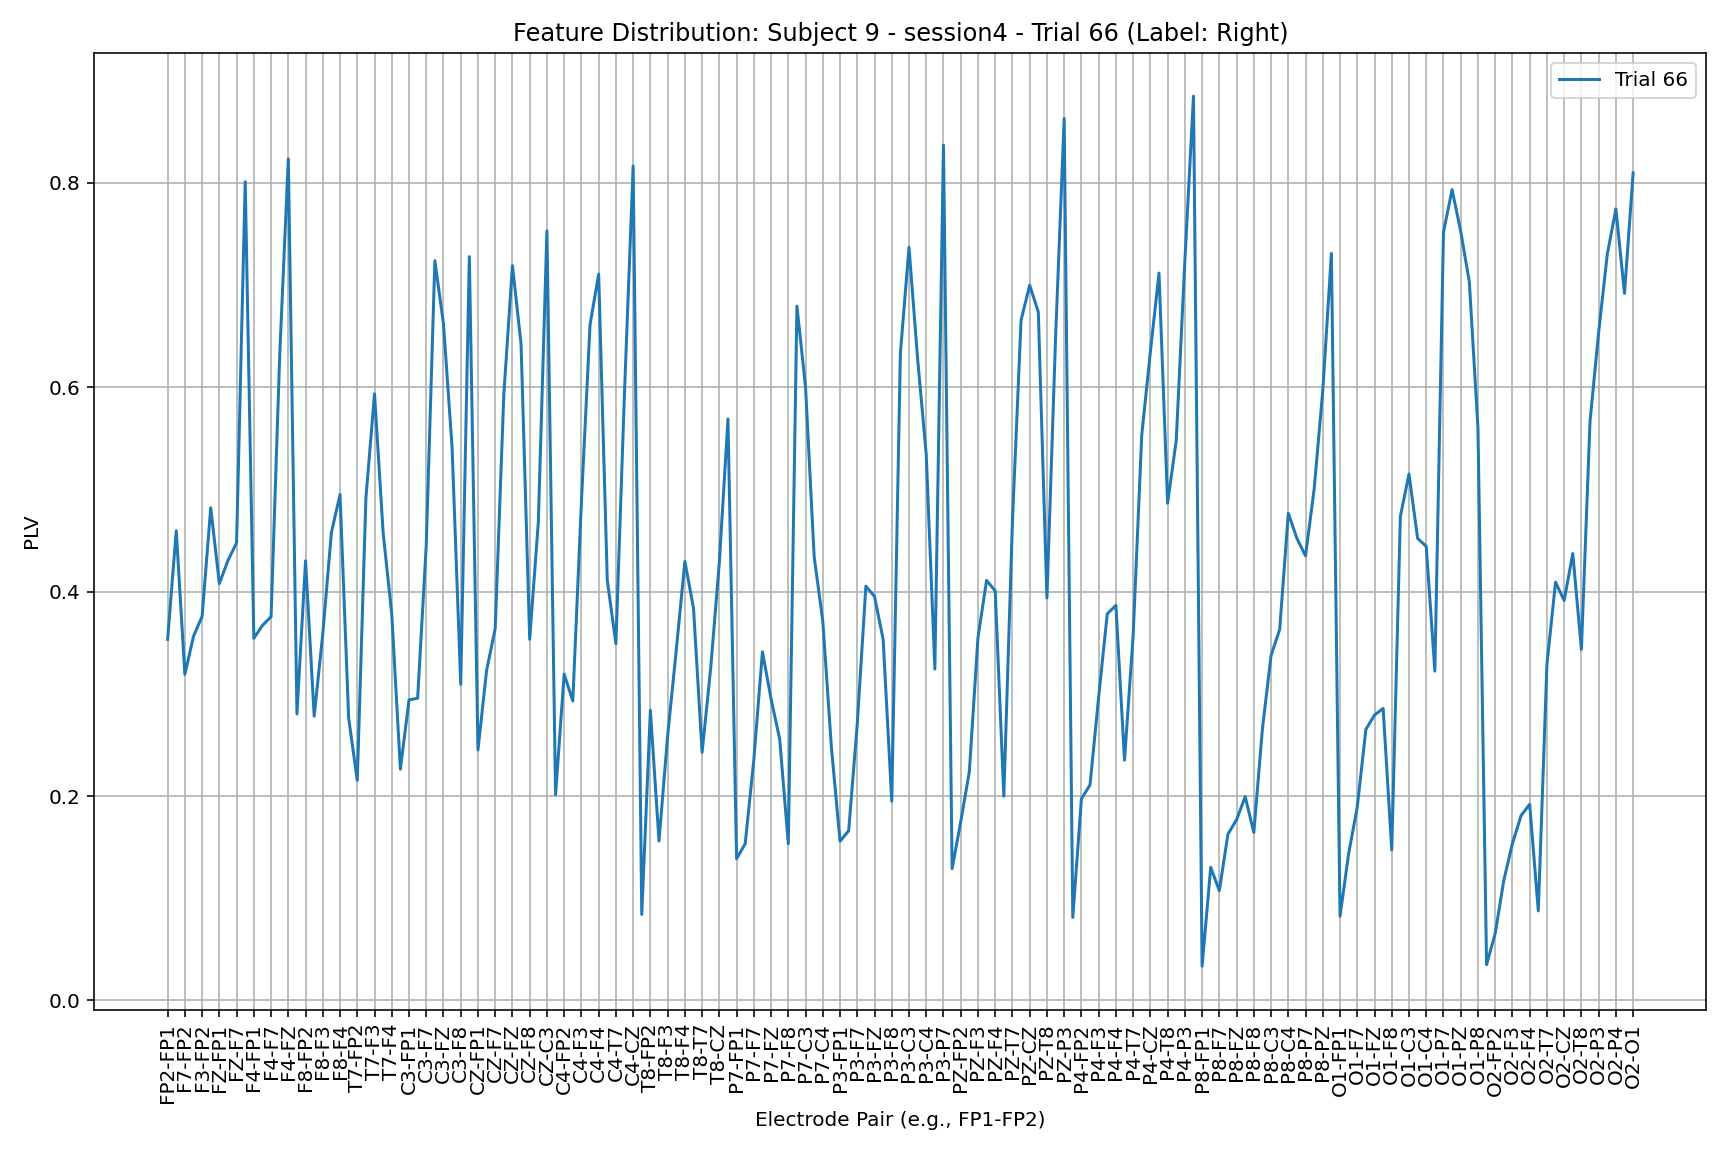 Feature Distribution: Subject 9 - session4 - Trial 66 (Label: Right)
Trial 66
PLV
0.8
0.6
0.4
0.2
0.0
FP2-FP1
F7-FP2
F3-FP2
FZ-FP1
FZ-F7
F4-FP1
F4-F7
F4-FZ
F8-FP2
F8-F3
F8-F4
T7-FP2
T7-F3
T7-F4
C3-FP1
C3-F7
C3-FZ
C3-F8
CZ-FP1
CZ-F7
CZ-FZ
CZ-F8
CZ-C3
C4-FP2
C4-F3
C4-F4
C4-T7
C4-CZ
T8-FP2
T8-F3
T8-F4
T8-T7
T8-CZ
P7-FP1
P7-F7
P7-FZ
P7-F8
P7-C3
P7-C4
P3-FP1
P3-F7
P3-FZ
P3-F8
P3-C3
P3-C4
P3-P7
PZ-FP2
PZ-F3
PZ-F4
PZ-T7
PZ-CZ
PZ-T8
PZ-P3
P4-FP2
P4-F3
P4-F4
P4-T7
P4-CZ
P4-T8
P4-P3
P8-FP1
P8-F7
P8-FZ
P8-F8
P8-C3
P8-C4
P8-P7
P8-PZ
O1-FP1
O1-F7
O1-FZ
O1-F8
O1-C3
O1-C4
O1-P7
O1-PZ
O1-P8
O2-FP2
O2-F3
O2-F4
O2-T7
O2-CZ
O2-T8
O2-P3
O2-P4
O2-O1
Electrode Pair (e.g., FP1-FP2)